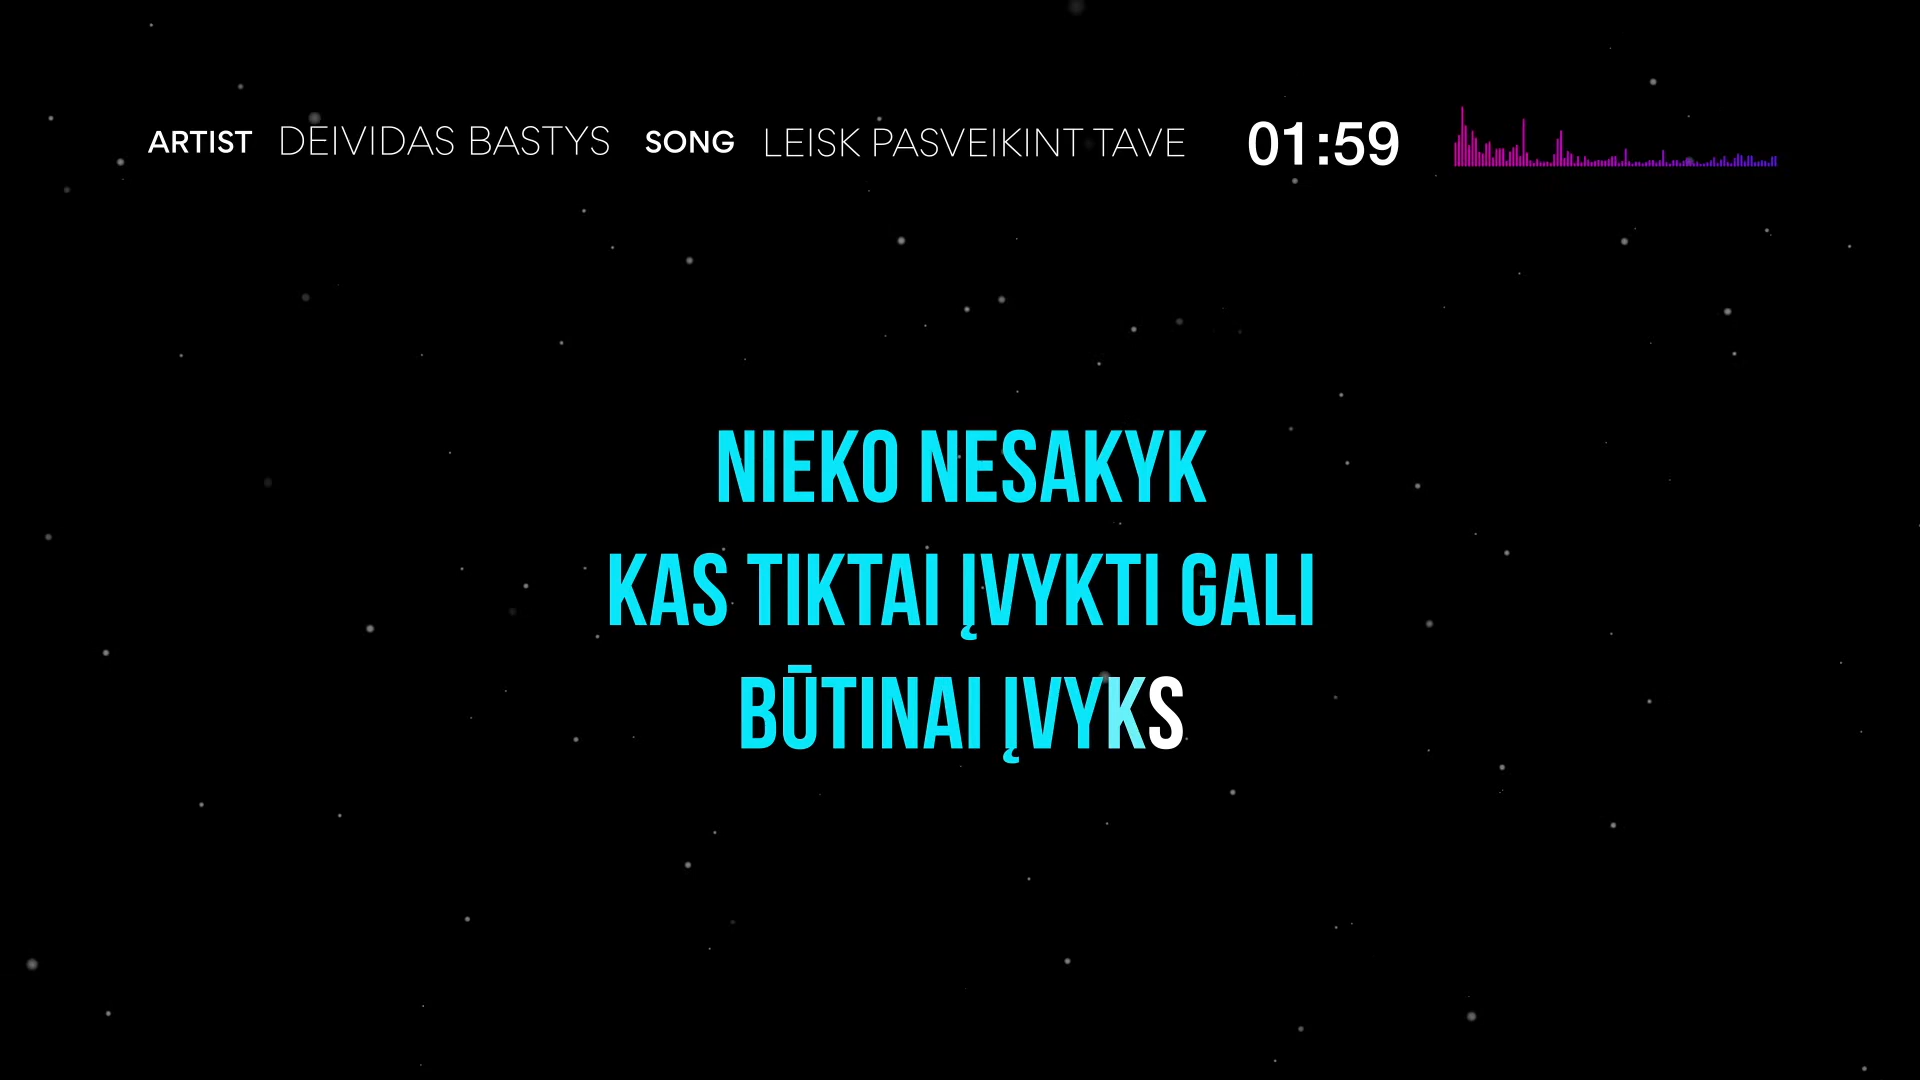 ARTIST DEIVIDAS BASTYS SONG LEISK PASVEIKINT TAVE 01:59
NIEKO NESAKYK
KAS TIKTAI ĮVYKTI GALI
BŪTINAI ĮVYKS